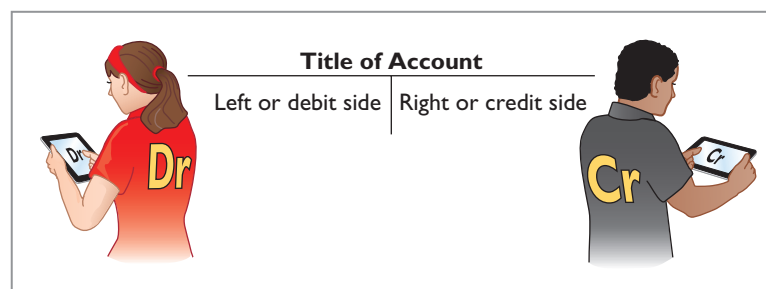 Title of Account
Left or debit side Right or credit side
Dr
Dr
Cr
Cr